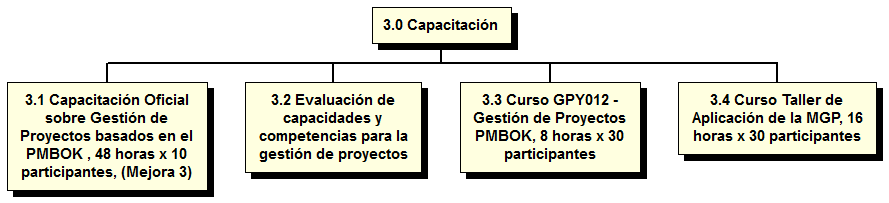 3.0 Capacitación
3.1 Capacitación Oficial
sobre Gestión de
Proyectos basados en el
PMBOK , 48 horas x 10
participantes, (Mejora 3)
3.2 Evaluación de
capacidades y
competencias para la
gestión de proyectos
3.3 Curso GPY012 -
Gestión de Proyectos
PMBOK, 8 horas x 30
participantes
3.4 Curso Taller de
Aplicación de la MGP, 16
horas x 30 participantes